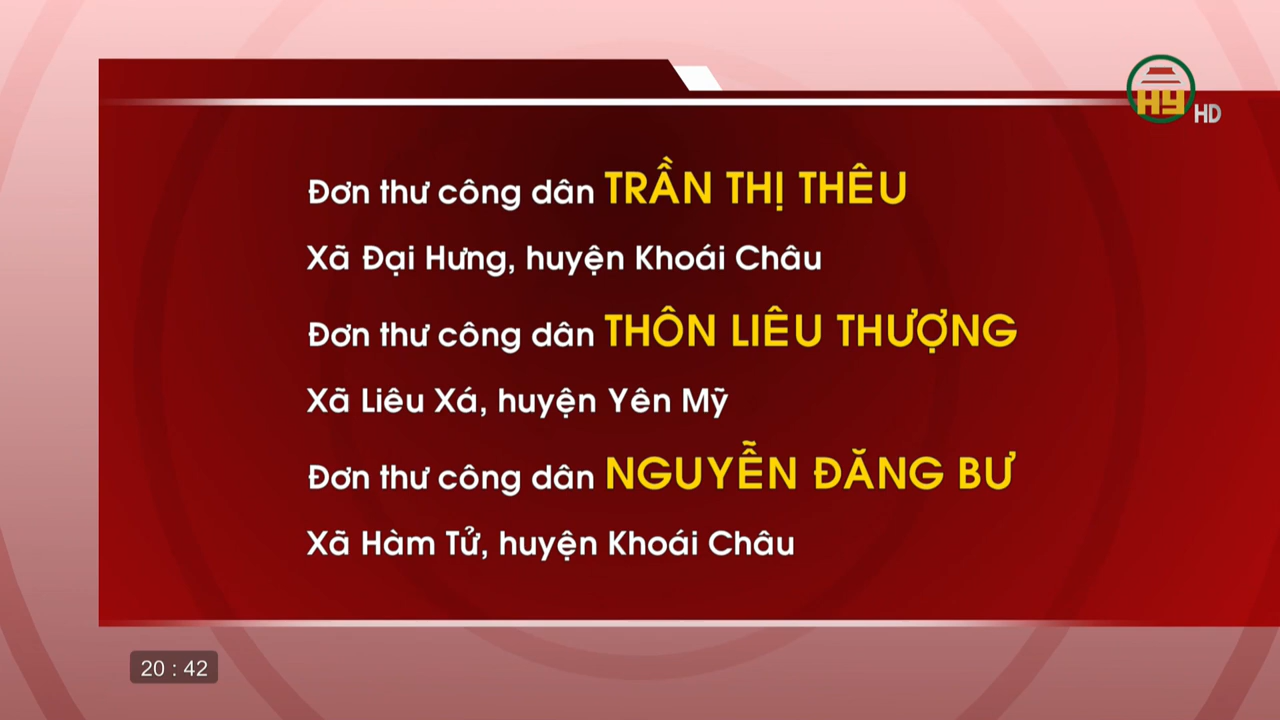 HY HD
Đơn thư công dân TRẦN THỊ THÊU
Xã Đại Hưng, huyện Khoái Châu
Đơn thư công dân THÔN LIÊU THƯỢNG
Xã Liêu Xá, huyện Yên Mỹ
Đơn thư công dân NGUYỄN ĐĂNG BƯ
Xã Hàm Tử, huyện Khoái Châu
20 : 42